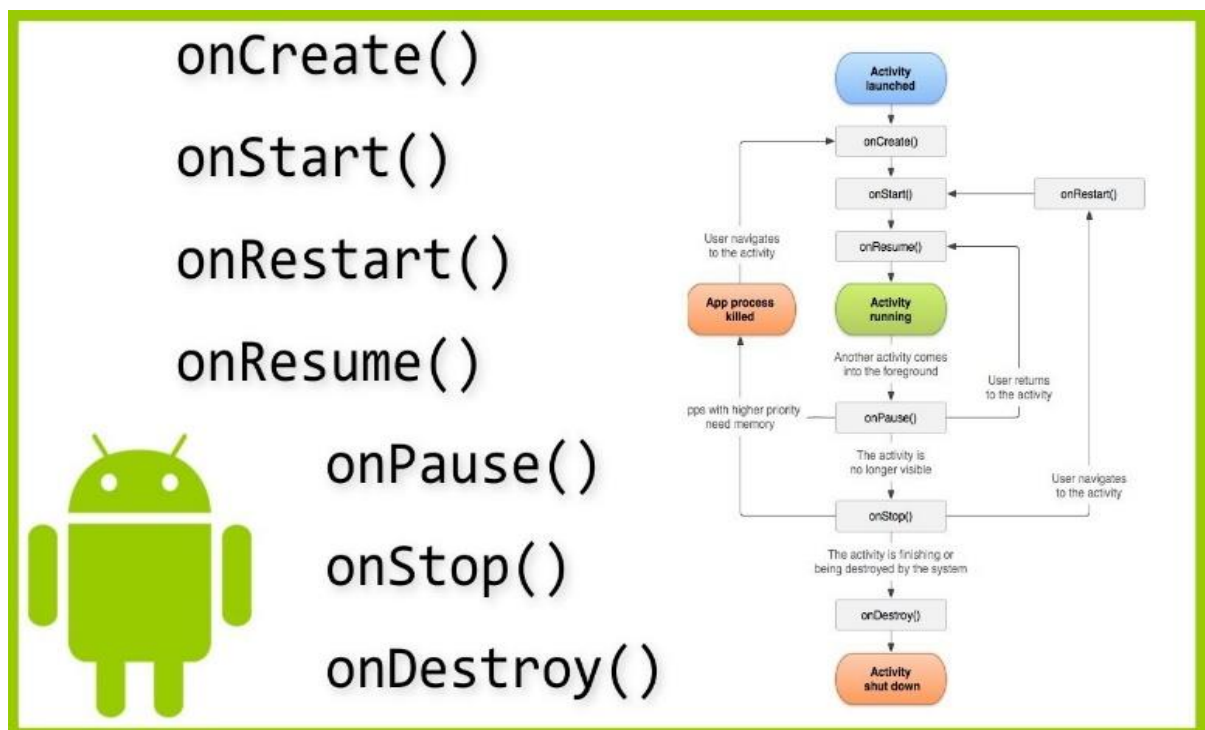 onCreate()
onStart()
onRestart()
onResume()
onPause()
onStop()
onDestroy()
Activity
launched
onCreate()
onStart()
onRestart()
onResume()
User navigates
to the activity
App process
killed
Activity
running
Another activity comes
into the foreground
User returns
to the activity
pps with higher priority
need memory
onPause()
The activity is
no longer visible
User navigates
to the activity
onStop()
The activity is finishing or
being destroyed by the system
onDestroy()
Activity
shut down